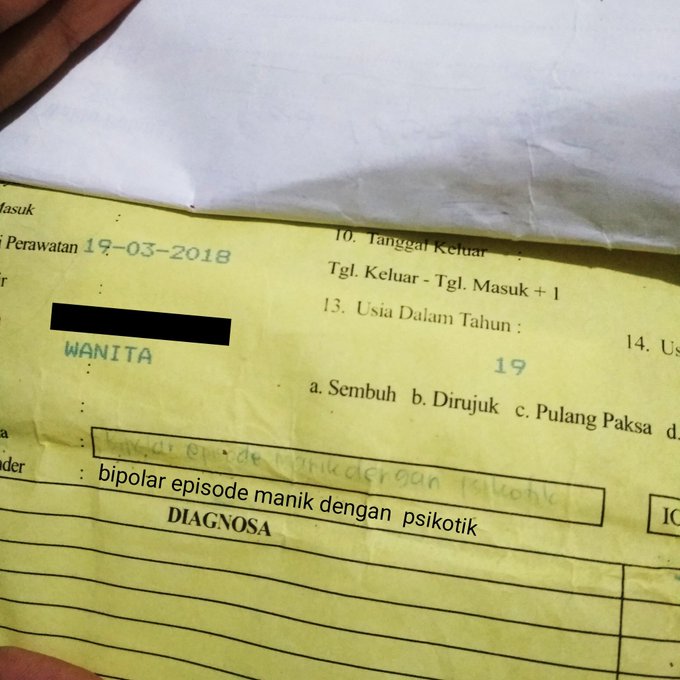 Masuk :
Perawatan 19-03-2018
10. Tanggal Keluar :
Tgl. Keluar - Tgl. Masuk + 1
:
13. Usia Dalam Tahun :
14. Us
WANITA
:
19
a. Sembuh b. Dirujuk c. Pulang Paksa d.
:
: bipolar episode manik dengan psikotik
:
bipolar episode manik dengan psikotik
DIAGNOSA